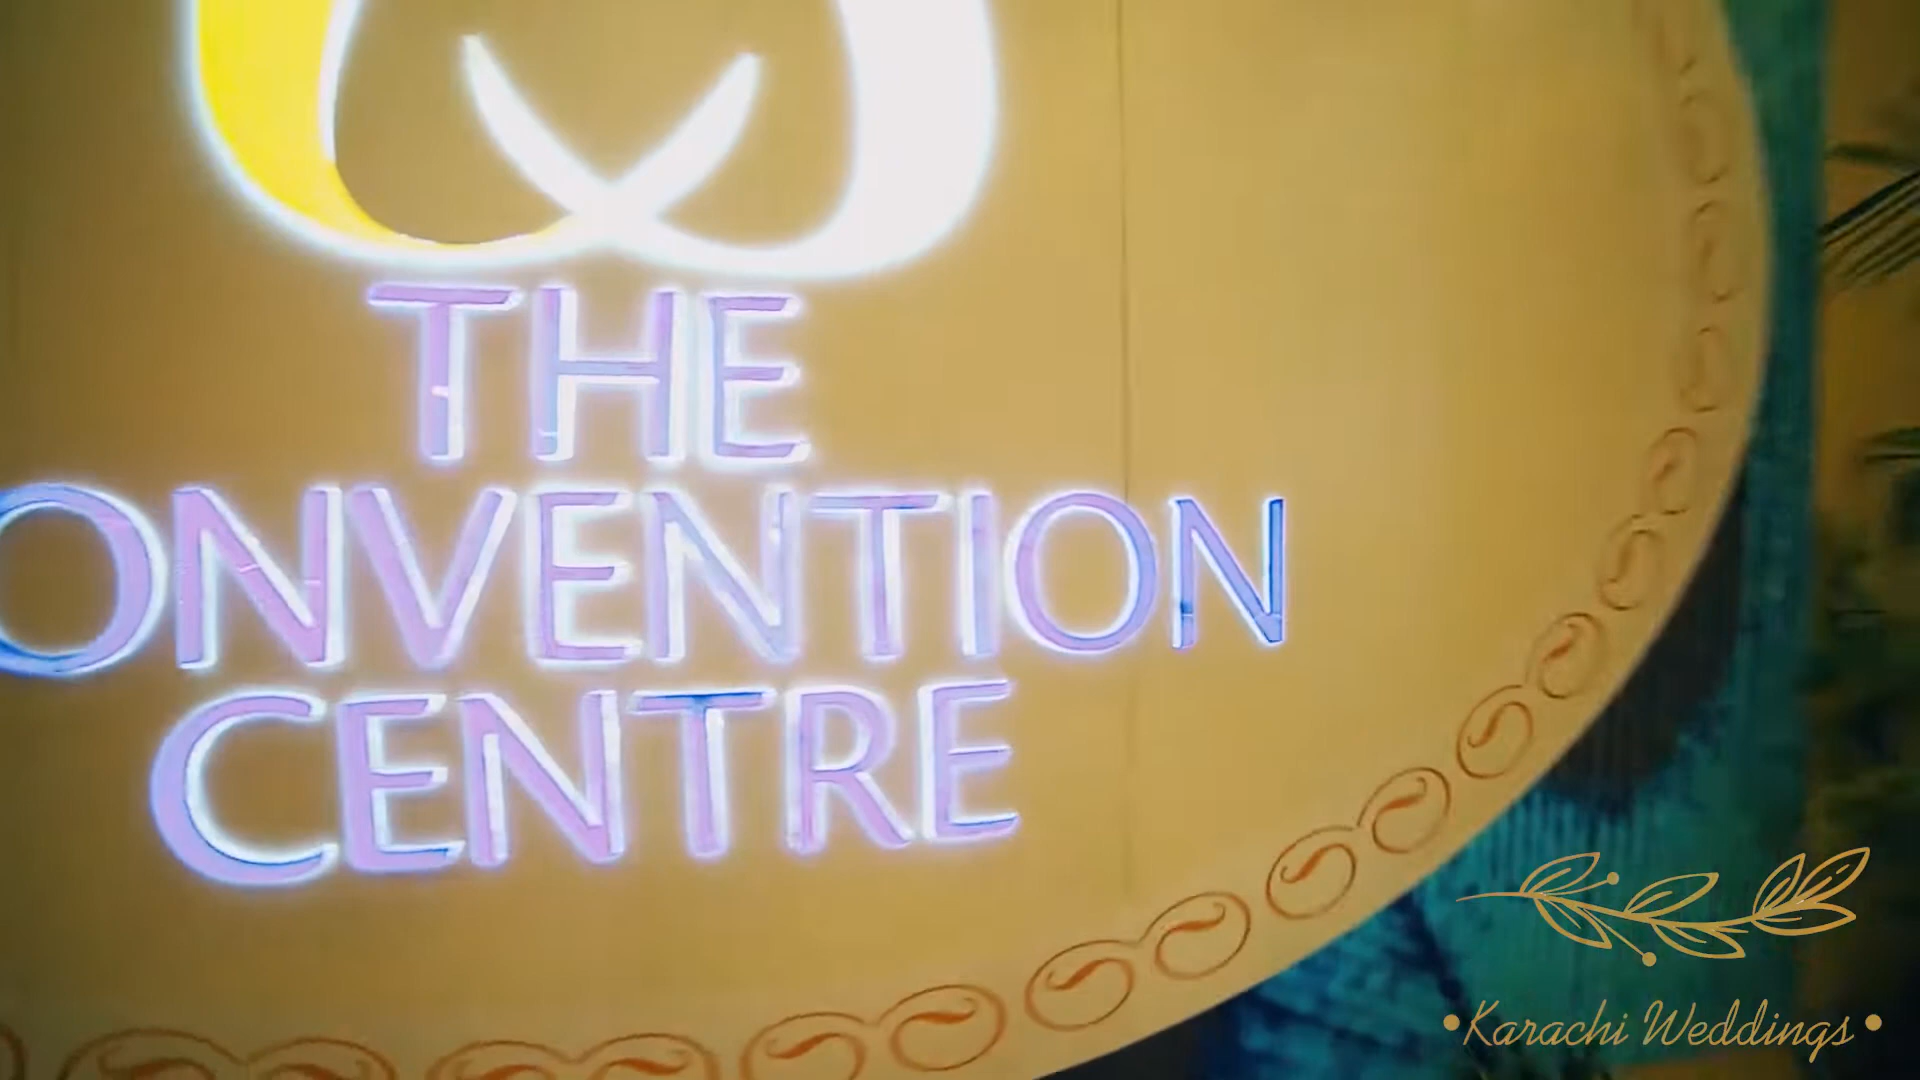 THE
ONVENTION
CENTRE
•Karachi Weddings•